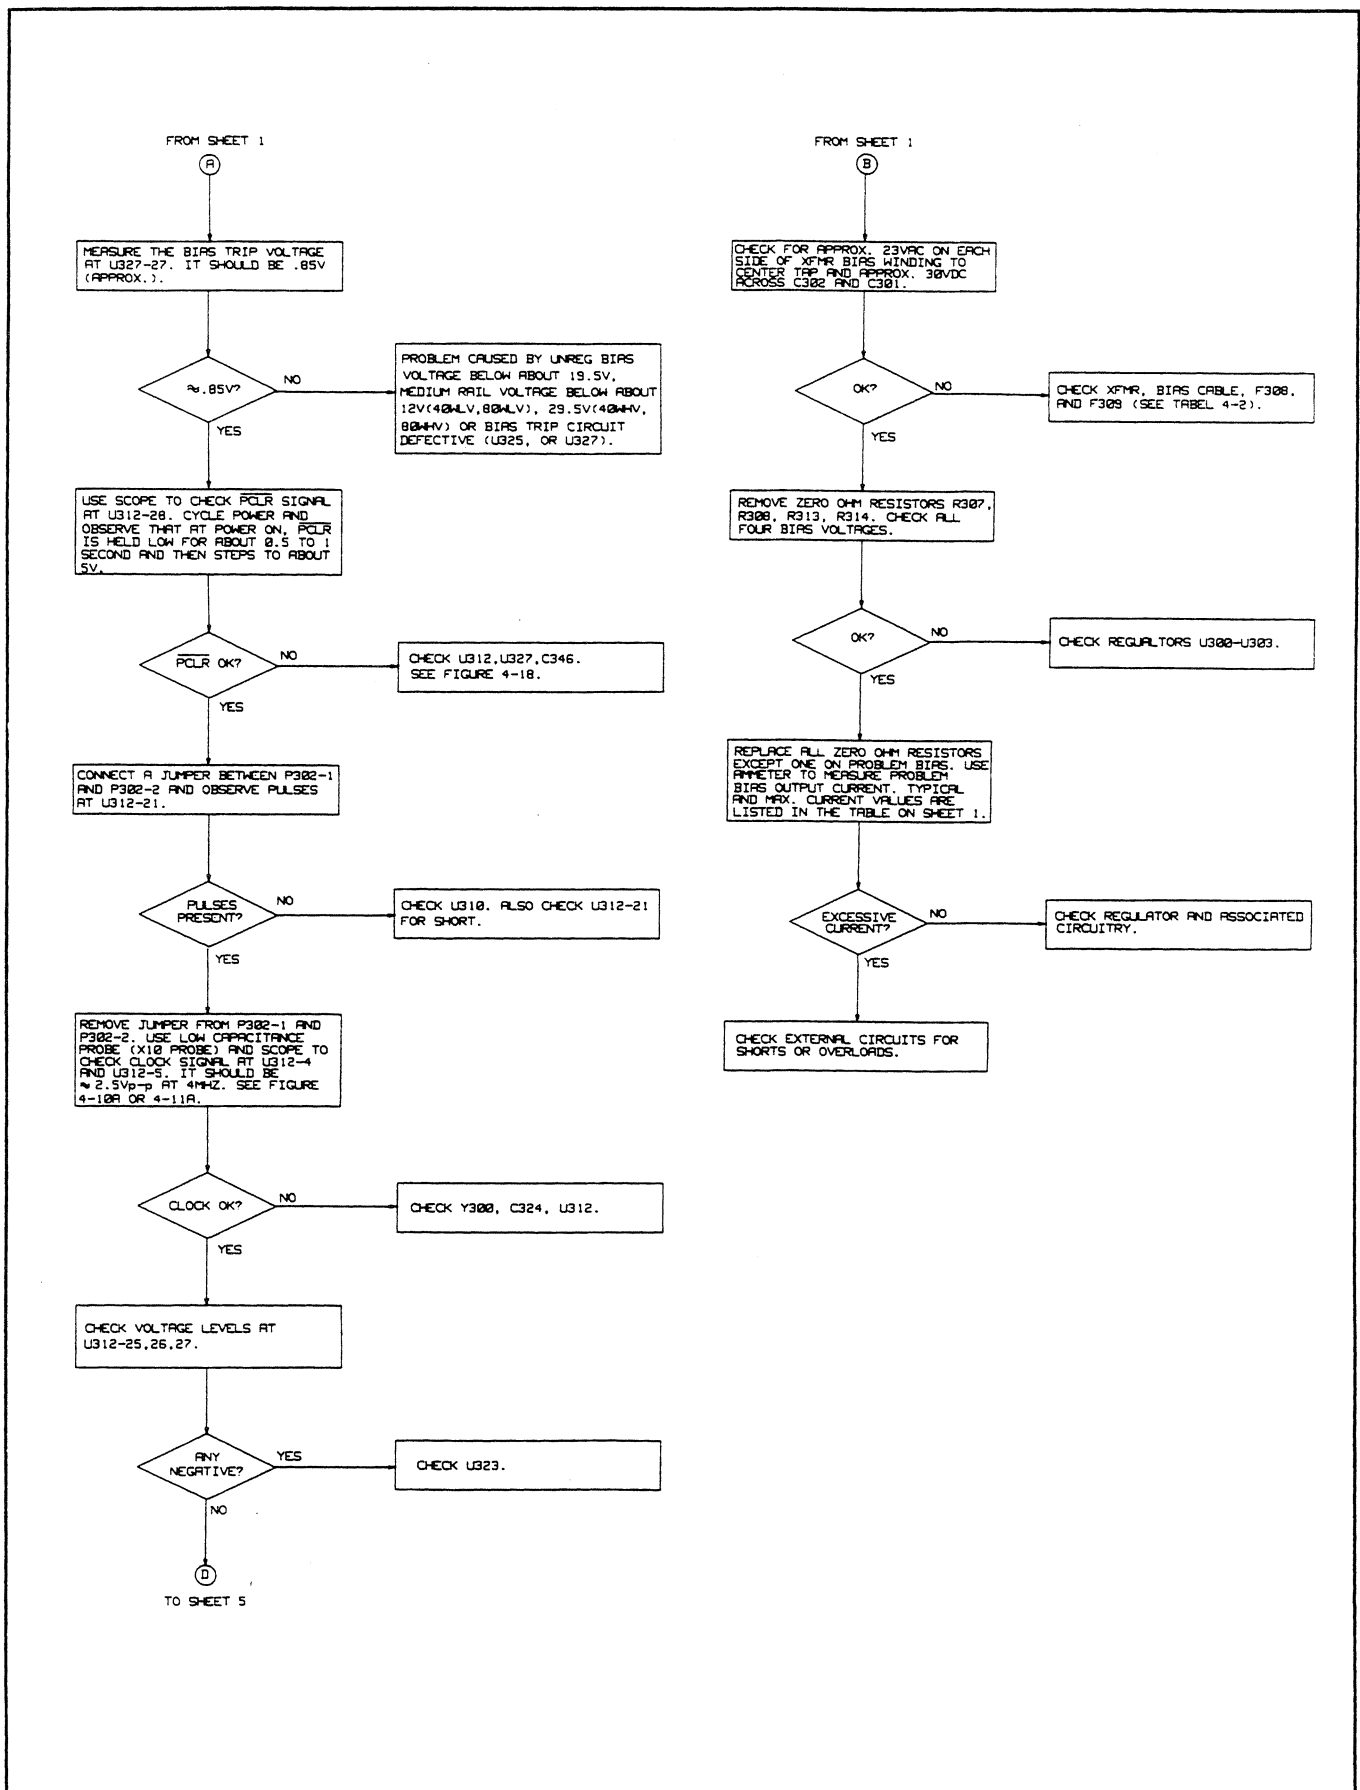 FROM SHEET 1
A
MEASURE THE BIAS TRIP VOLTAGE
AT U327-27. IT SHOULD BE .85V
(APPROX.).
≈.85V?
NO
YES
PROBLEM CAUSED BY UNREG BIAS
VOLTAGE BELOW ABOUT 19.5V,
MEDIUM RAIL VOLTAGE BELOW ABOUT
12V(40WLV,80WLV), 29.5V(40WHV,
80WHV) OR BIAS TRIP CIRCUIT
DEFECTIVE (U325, OR U327).
USE SCOPE TO CHECK P̅C̅L̅R̅ SIGNAL
AT U312-28. CYCLE POWER AND
OBSERVE THAT AT POWER ON, P̅C̅L̅R̅
IS HELD LOW FOR ABOUT 0.5 TO 1
SECOND AND THEN STEPS TO ABOUT
5V.
P̅C̅L̅R̅ OK?
NO
YES
CHECK U312,U327,C346.
SEE FIGURE 4-18.
CONNECT A JUMPER BETWEEN P302-1
AND P302-2 AND OBSERVE PULSES
AT U312-21.
PULSES
PRESENT?
NO
YES
CHECK U310. ALSO CHECK U312-21
FOR SHORT.
REMOVE JUMPER FROM P302-1 AND
P302-2. USE LOW CAPACITANCE
PROBE (X10 PROBE) AND SCOPE TO
CHECK CLOCK SIGNAL AT U312-4
AND U312-5. IT SHOULD BE
≈ 2.5Vp-p AT 4MHZ. SEE FIGURE
4-10A OR 4-11A.
CLOCK OK?
NO
YES
CHECK Y300, C324, U312.
CHECK VOLTAGE LEVELS AT
U312-25,26,27.
ANY
NEGATIVE?
YES
NO
CHECK U323.
D
TO SHEET 5
FROM SHEET 1
B
CHECK FOR APPROX. 23VAC ON EACH
SIDE OF XFMR BIAS WINDING TO
CENTER TAP AND APPROX. 30VDC
ACROSS C302 AND C301.
OK?
NO
YES
CHECK XFMR, BIAS CABLE, F308,
AND F309 (SEE TABEL 4-2).
REMOVE ZERO OHM RESISTORS R307,
R308, R313, R314. CHECK ALL
FOUR BIAS VOLTAGES.
OK?
NO
YES
CHECK REGUALTORS U300-U303.
REPLACE ALL ZERO OHM RESISTORS
EXCEPT ONE ON PROBLEM BIAS. USE
AMMETER TO MEASURE PROBLEM
BIAS OUTPUT CURRENT. TYPICAL
AND MAX. CURRENT VALUES ARE
LISTED IN THE TABLE ON SHEET 1.
EXCESSIVE
CURRENT?
NO
YES
CHECK REGULATOR AND ASSOCIATED
CIRCUITRY.
CHECK EXTERNAL CIRCUITS FOR
SHORTS OR OVERLOADS.